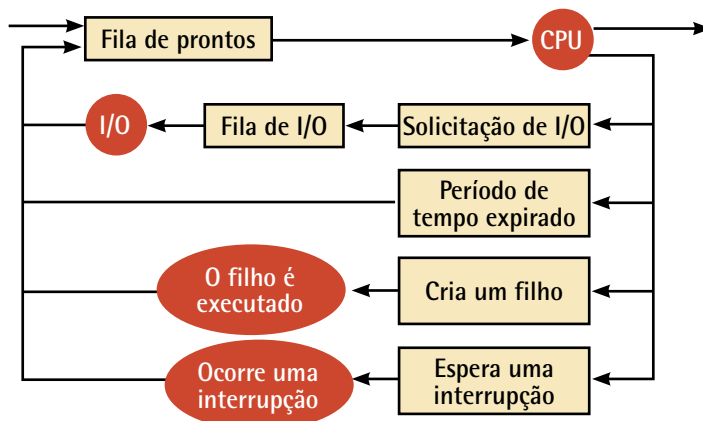 Fila de prontos
CPU
I/O
Fila de I/O
Solicitação de I/O
Período de
tempo expirado
O filho é
executado
Cria um filho
Ocorre uma
interrupção
Espera uma
interrupção